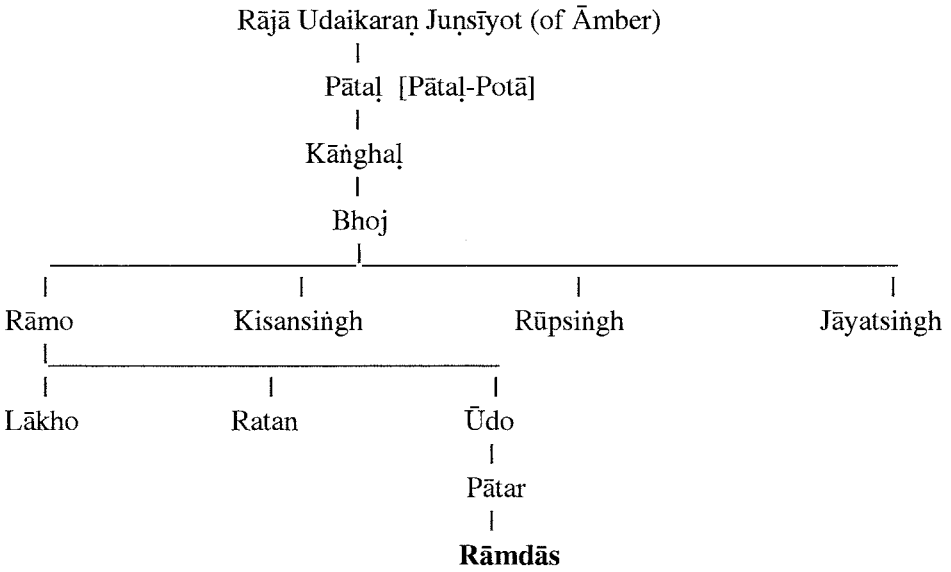 Rājā Udaikaraṇ Juṇsīyot (of Āmber)
Pātaḷ [Pātaḷ-Potā]
Kāṅghaḷ
Bhoj
Rāmo Kisansiṅgh Rūpsiṅgh Jāyatsiṅgh
Lākho Ratan Ūdo
Pātar
Rāmdās